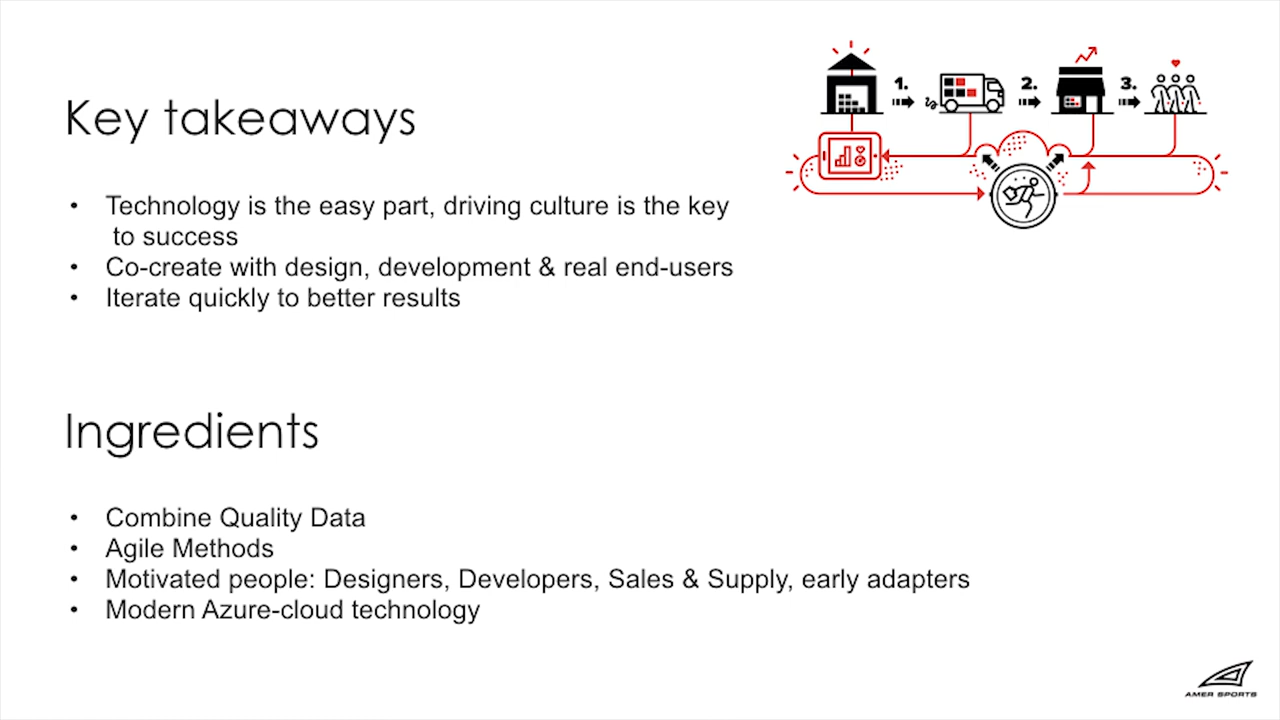 Key takeaways
• Technology is the easy part, driving culture is the key
to success
• Co-create with design, development & real end-users
• Iterate quickly to better results
1.
2.
3.
Ingredients
• Combine Quality Data
• Agile Methods
• Motivated people: Designers, Developers, Sales & Supply, early adapters
• Modern Azure-cloud technology
AMER SPORTS